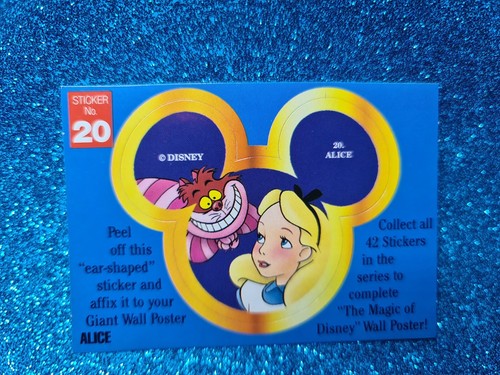 STICKER
No.
20
© DISNEY
20.
ALICE
Peel
off this
"ear-shaped"
sticker and
affix it to your
Giant Wall Poster
ALICE
Collect all
42 Stickers
in the
series to
complete
"The Magic of
Disney" Wall Poster!